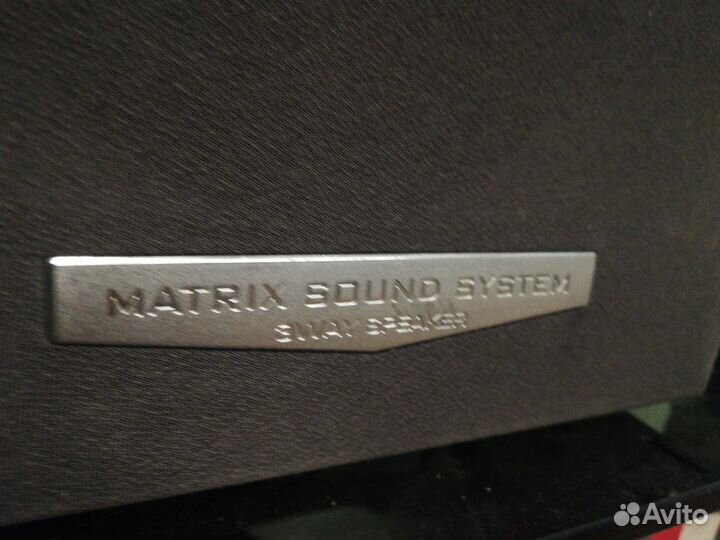 MATRIX SOUND SYSTEM
3WAY SPEAKER
Avito